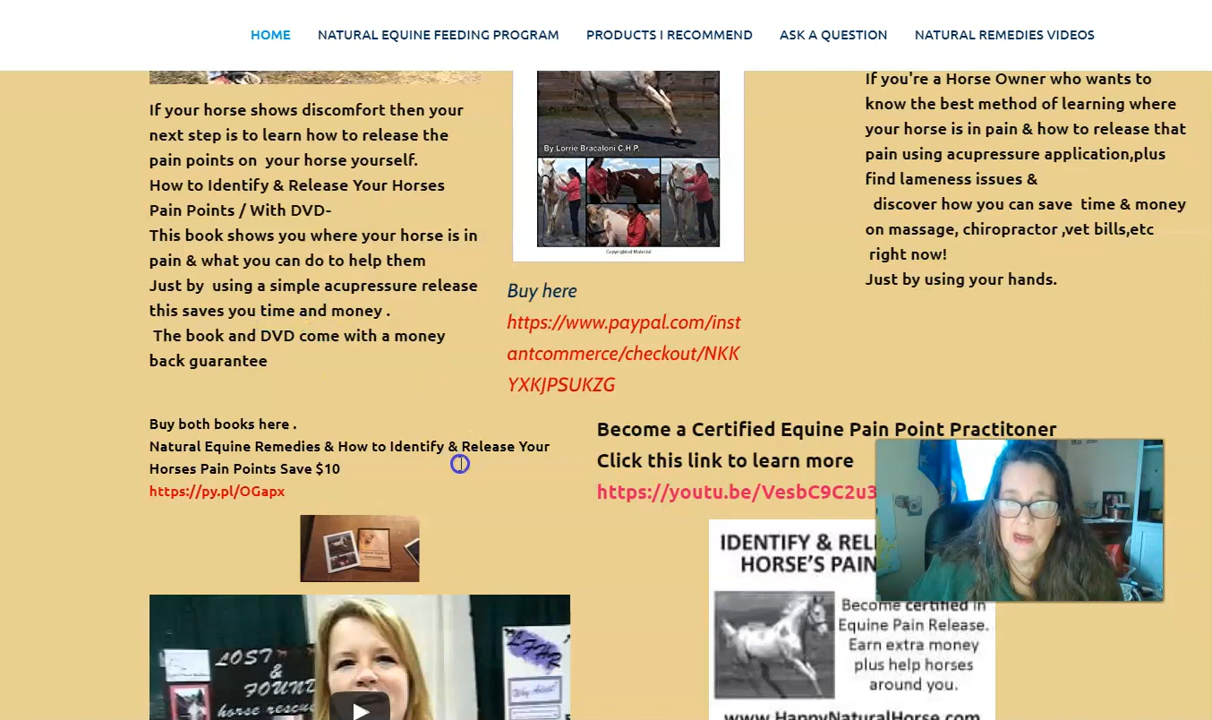 HOME NATURAL EQUINE FEEDING PROGRAM PRODUCTS I RECOMMEND ASK A QUESTION NATURAL REMEDIES VIDEOS
If your horse shows discomfort then your
next step is to learn how to release the
pain points on your horse yourself.
How to Identify & Release Your Horses
Pain Points / With DVD-
This book shows you where your horse is in
pain & what you can do to help them
Just by using a simple acupressure release
this saves you time and money .
The book and DVD come with a money
back guarantee
By Lorrie Bracaloni C.H.P.
Copyrighted Material
Buy here
https://www.paypal.com/inst
antcommerce/checkout/NKK
YXKJPSUKZG
If you're a Horse Owner who wants to
know the best method of learning where
your horse is in pain & how to release that
pain using acupressure application,plus
find lameness issues &
discover how you can save time & money
on massage, chiropractor ,vet bills,etc
right now!
Just by using your hands.
Buy both books here .
Natural Equine Remedies & How to Identify & Release Your
Horses Pain Points Save $10
https://py.pl/OGapx
LOST
&
FOUND
horse rescue
LFHR
Why Adopt?
Become a Certified Equine Pain Point Practitoner
Click this link to learn more
https://youtu.be/VesbC9C2u3
IDENTIFY & REL
HORSE'S PAIN
Become certified in
Equine Pain Release.
Earn extra money
plus help horses
around you.
www.HappyNaturalHorse.com